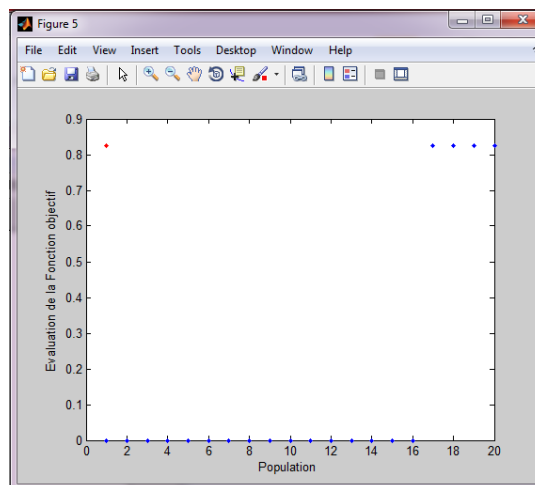 Figure 5
File Edit View Insert Tools Desktop Window Help
0.9
0.8
0.7
0.6
0.5
0.4
0.3
0.2
0.1
0
Evaluation de la Fonction objectif
0 2 4 6 8 10 12 14 16 18 20
Population